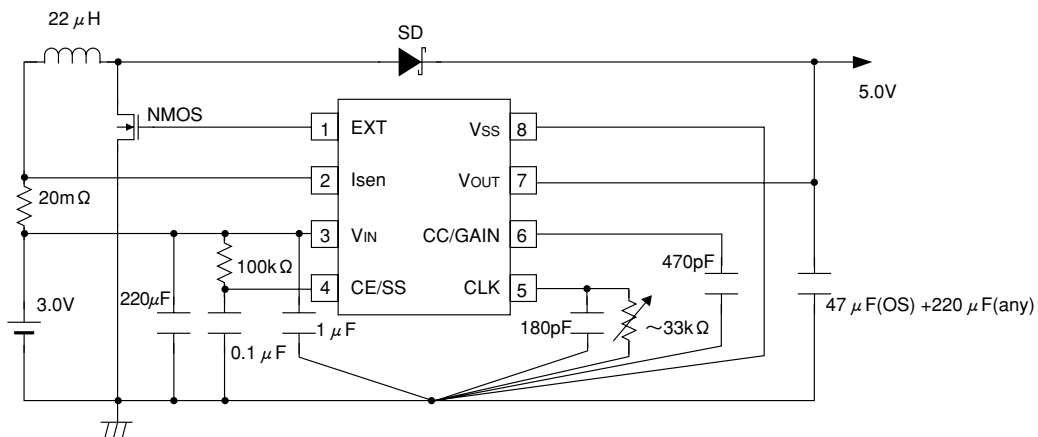 22 μH
SD
5.0V
NMOS
1 EXT
VSS 8
2 Isen
VOUT 7
20mΩ
3 VIN
CC/GAIN 6
100kΩ
470pF
4 CE/SS
CLK 5
3.0V
220μF
1 μF
0.1 μF
180pF
~33kΩ
47 μF(OS) +220 μF(any)